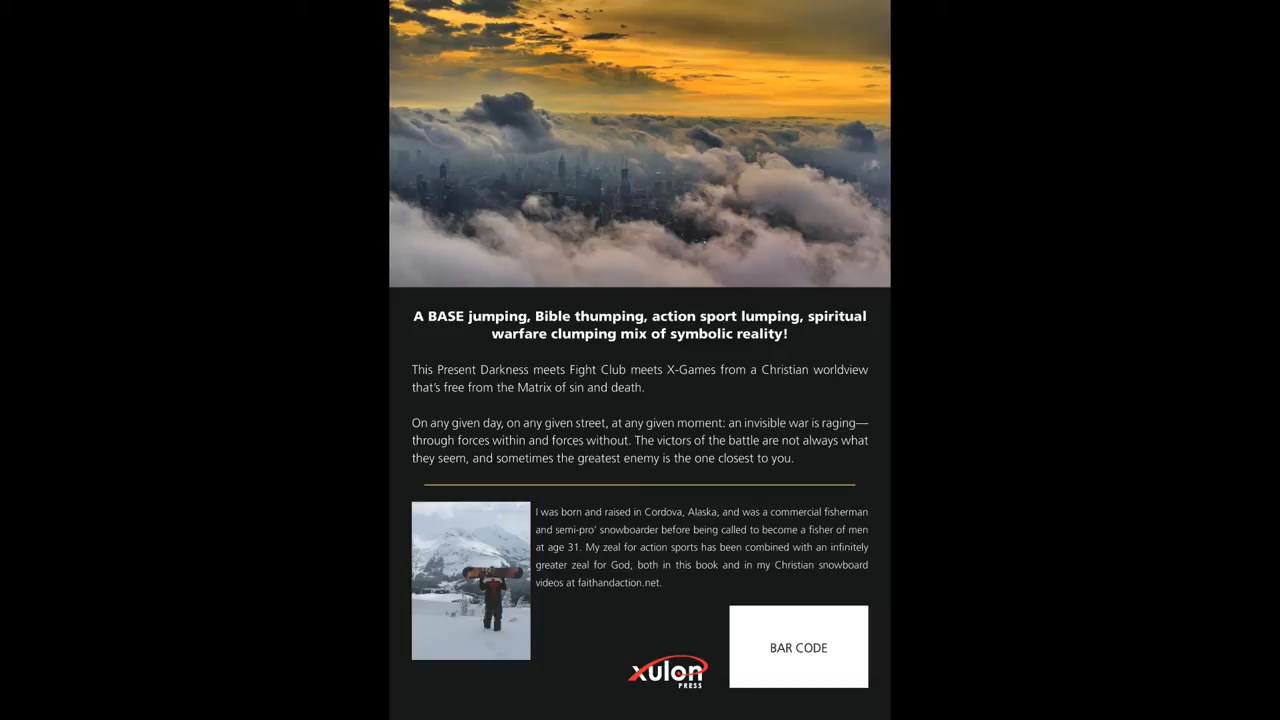 A BASE jumping, Bible thumping, action sport lumping, spiritual
warfare clumping mix of symbolic reality!
This Present Darkness meets Fight Club meets X-Games from a Christian worldview
that's free from the Matrix of sin and death.
On any given day, on any given street, at any given moment: an invisible war is raging—
through forces within and forces without. The victors of the battle are not always what
they seem, and sometimes the greatest enemy is the one closest to you.
I was born and raised in Cordova, Alaska, and was a commercial fisherman
and semi-pro' snowboarder before being called to become a fisher of men
at age 31. My zeal for action sports has been combined with an infinitely
greater zeal for God, both in this book and in my Christian snowboard
videos at faithandaction.net.
BAR CODE
xulon
PRESS